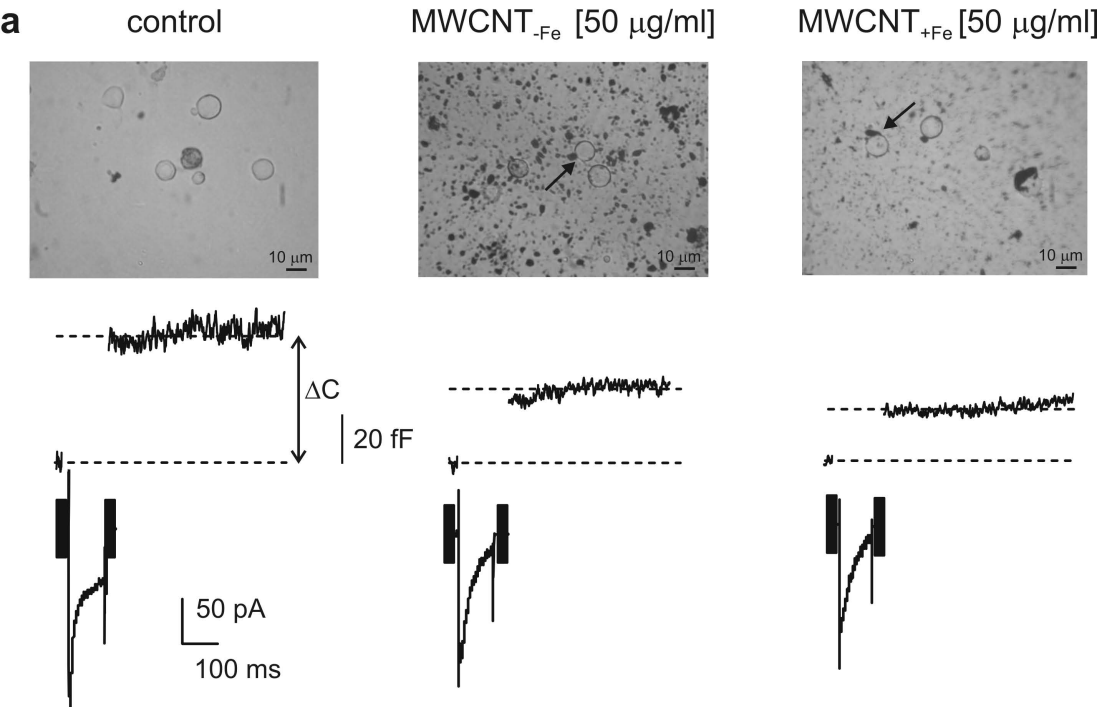 a
control
MWCNT-Fe [50 μg/ml]
MWCNT+Fe [50 μg/ml]
10 μm
10 μm
10 μm
ΔC
20 fF
50 pA
100 ms